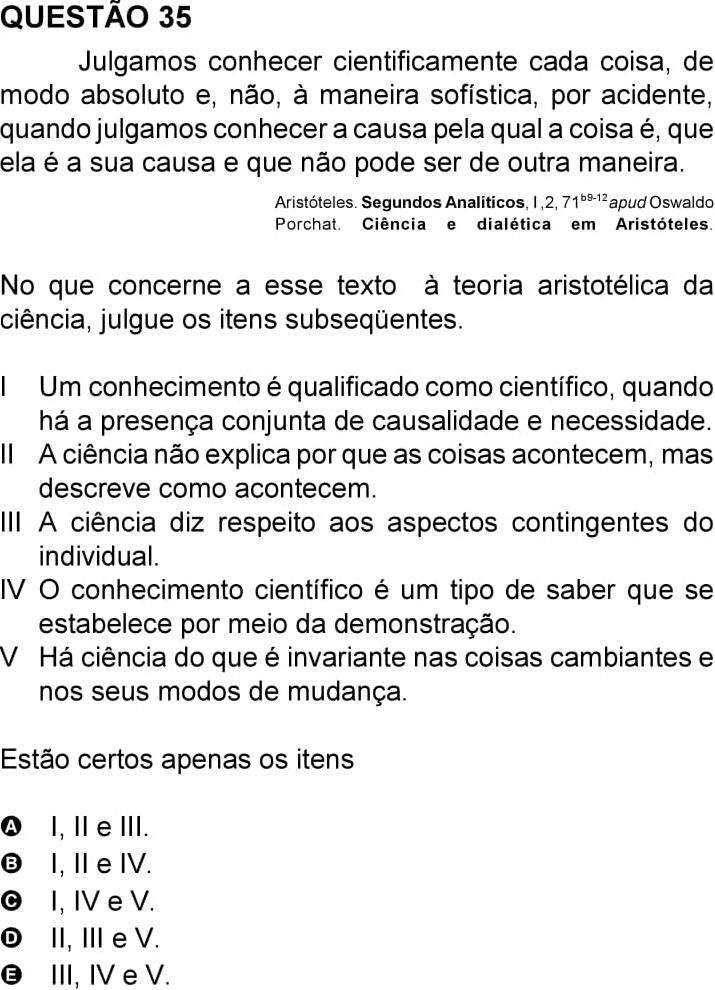 QUESTÃO 35
Julgamos conhecer cientificamente cada coisa, de
modo absoluto e, não, à maneira sofística, por acidente,
quando julgamos conhecer a causa pela qual a coisa é, que
ela é a sua causa e que não pode ser de outra maneira.
Aristóteles. Segundos Analíticos, I ,2, 71b9-12 apud Oswaldo
Porchat. Ciência e dialética em Aristóteles.
No que concerne a esse texto à teoria aristotélica da
ciência, julgue os itens subseqüentes.
I Um conhecimento é qualificado como científico, quando
há a presença conjunta de causalidade e necessidade.
II A ciência não explica por que as coisas acontecem, mas
descreve como acontecem.
III A ciência diz respeito aos aspectos contingentes do
individual.
IV O conhecimento científico é um tipo de saber que se
estabelece por meio da demonstração.
V Há ciência do que é invariante nas coisas cambiantes e
nos seus modos de mudança.
Estão certos apenas os itens
A I, II e III.
B I, II e IV.
C I, IV e V.
D II, III e V.
E III, IV e V.